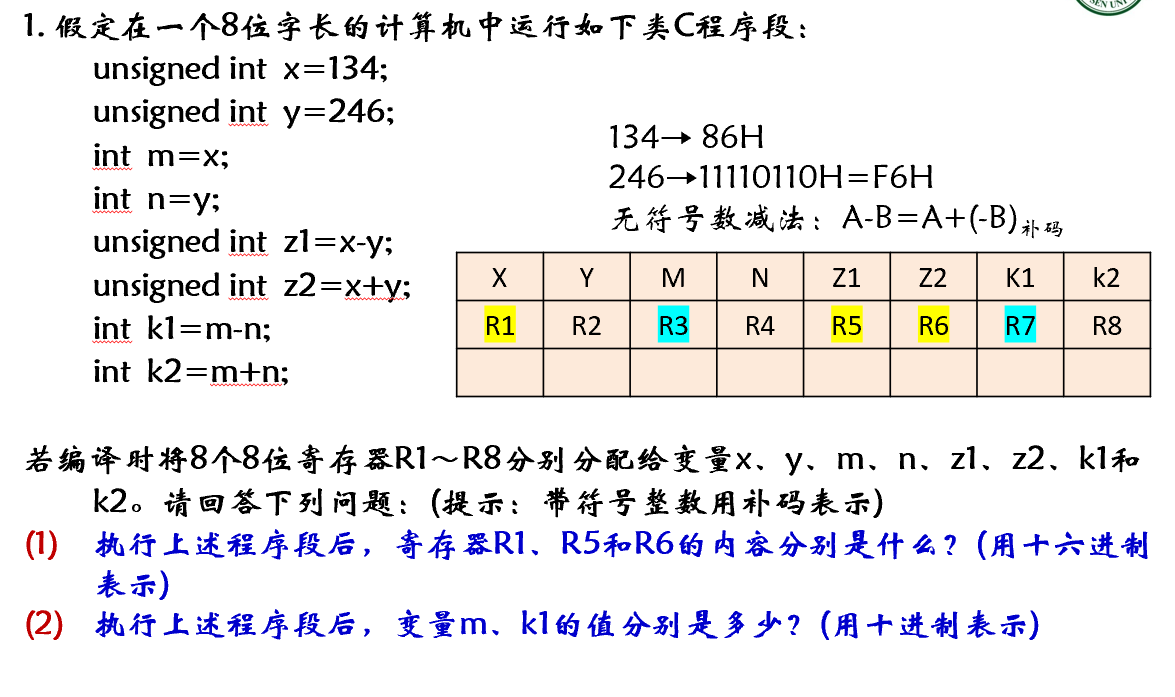 SEN UNI
1. 假定在一个8位字长的计算机中运行如下类C程序段：
unsigned int x=134;
unsigned int y=246;
int m=x;
int n=y;
unsigned int z1=x-y;
unsigned int z2=x+y;
int k1=m-n;
int k2=m+n;
134→ 86H
246→11110110H=F6H
无符号数减法：A-B=A+(-B)补码
X Y M N Z1 Z2 K1 k2
R1 R2 R3 R4 R5 R6 R7 R8
若编译时将8个8位寄存器R1～R8分别分配给变量x、y、m、n、z1、z2、k1和
k2。请回答下列问题：(提示：带符号整数用补码表示)
(1) 执行上述程序段后，寄存器R1、R5和R6的内容分别是什么？(用十六进制
表示)
(2) 执行上述程序段后，变量m、k1的值分别是多少？(用十进制表示)